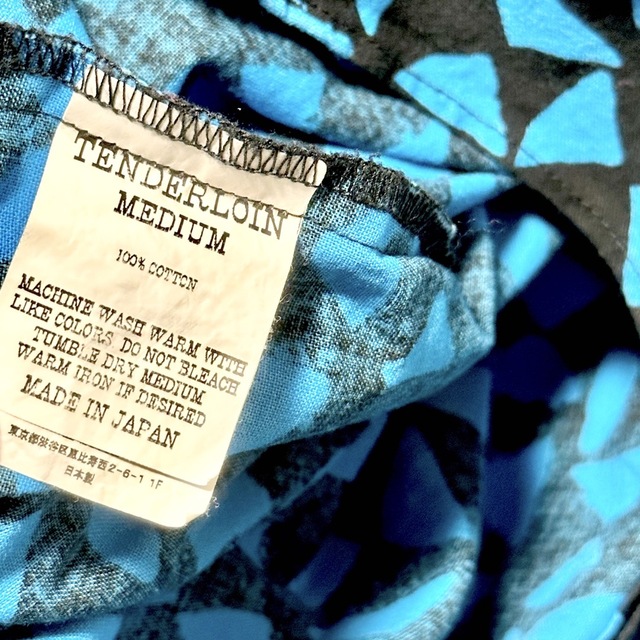 TENDERLOIN
MEDIUM
100% COTTON
MACHINE WASH WARM WITH
LIKE COLORS. DO NOT BLEACH
TUMBLE DRY MEDIUM
WARM IRON IF DESIRED
MADE IN JAPAN
東京都渋谷区恵比寿西2-6-1 1F
日本製